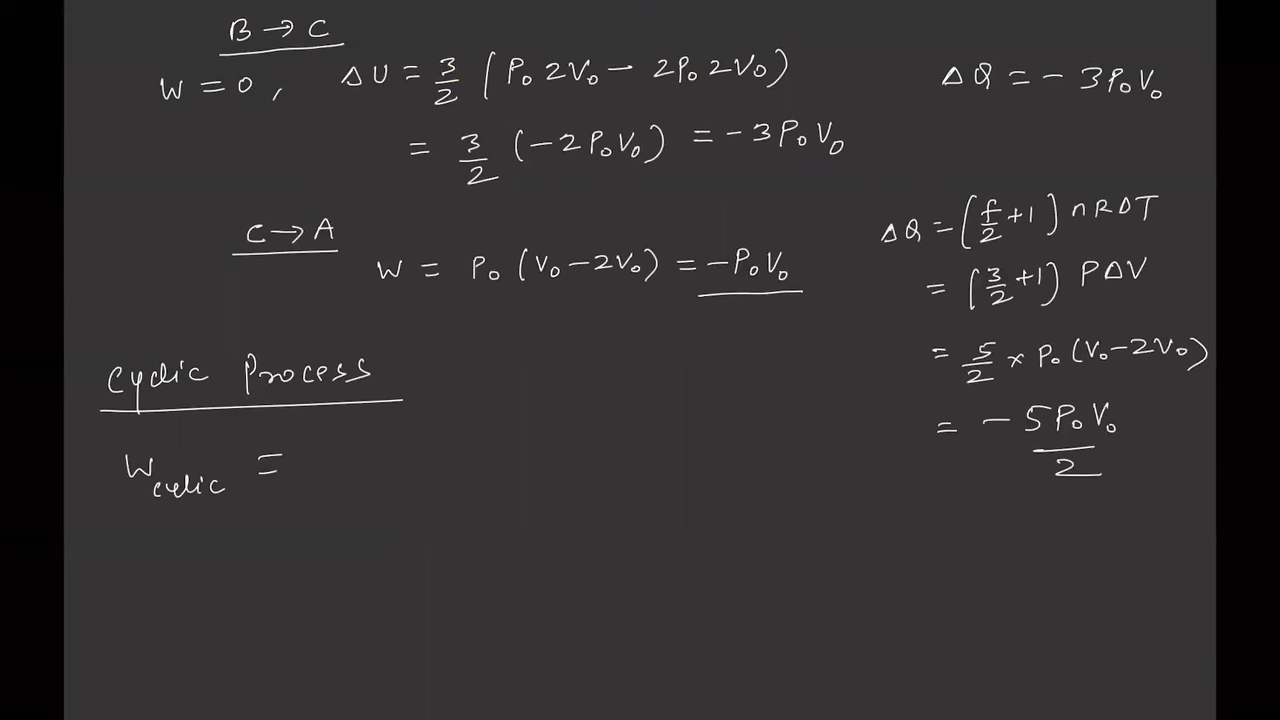 B → C
W = 0, ΔU = 3/2 (P₀ 2V₀ − 2P₀ 2V₀) ΔQ = − 3P₀V₀
= 3/2 (−2P₀V₀) = −3P₀V₀
C → A
W = P₀ (V₀ − 2V₀) = −P₀V₀
ΔQ = (f/2 + 1) nRΔT
= (3/2 + 1) PΔV
= 5/2 × P₀ (V₀ − 2V₀)
= − 5P₀V₀/2
Cyclic Process
W cyclic =